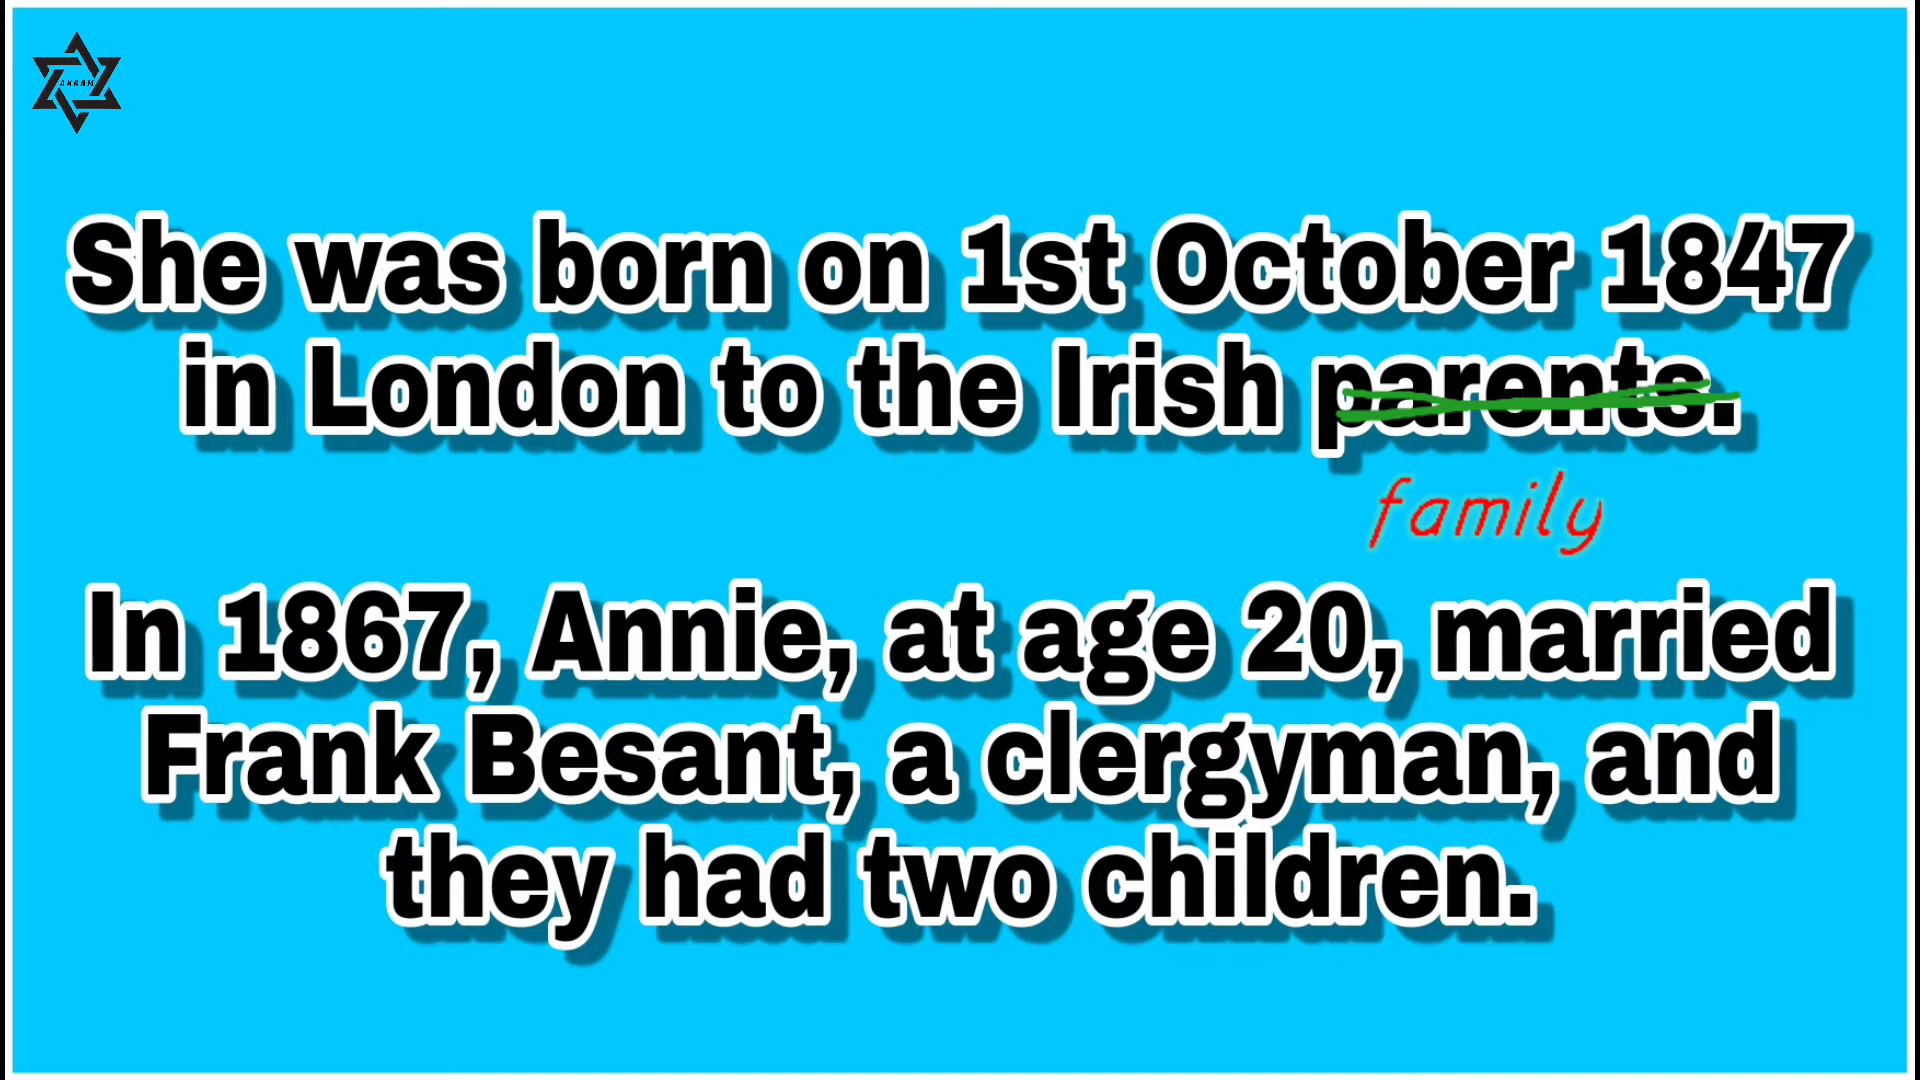 AKRAM
She was born on 1st October 1847
in London to the Irish parents.
family
In 1867, Annie, at age 20, married
Frank Besant, a clergyman, and
they had two children.